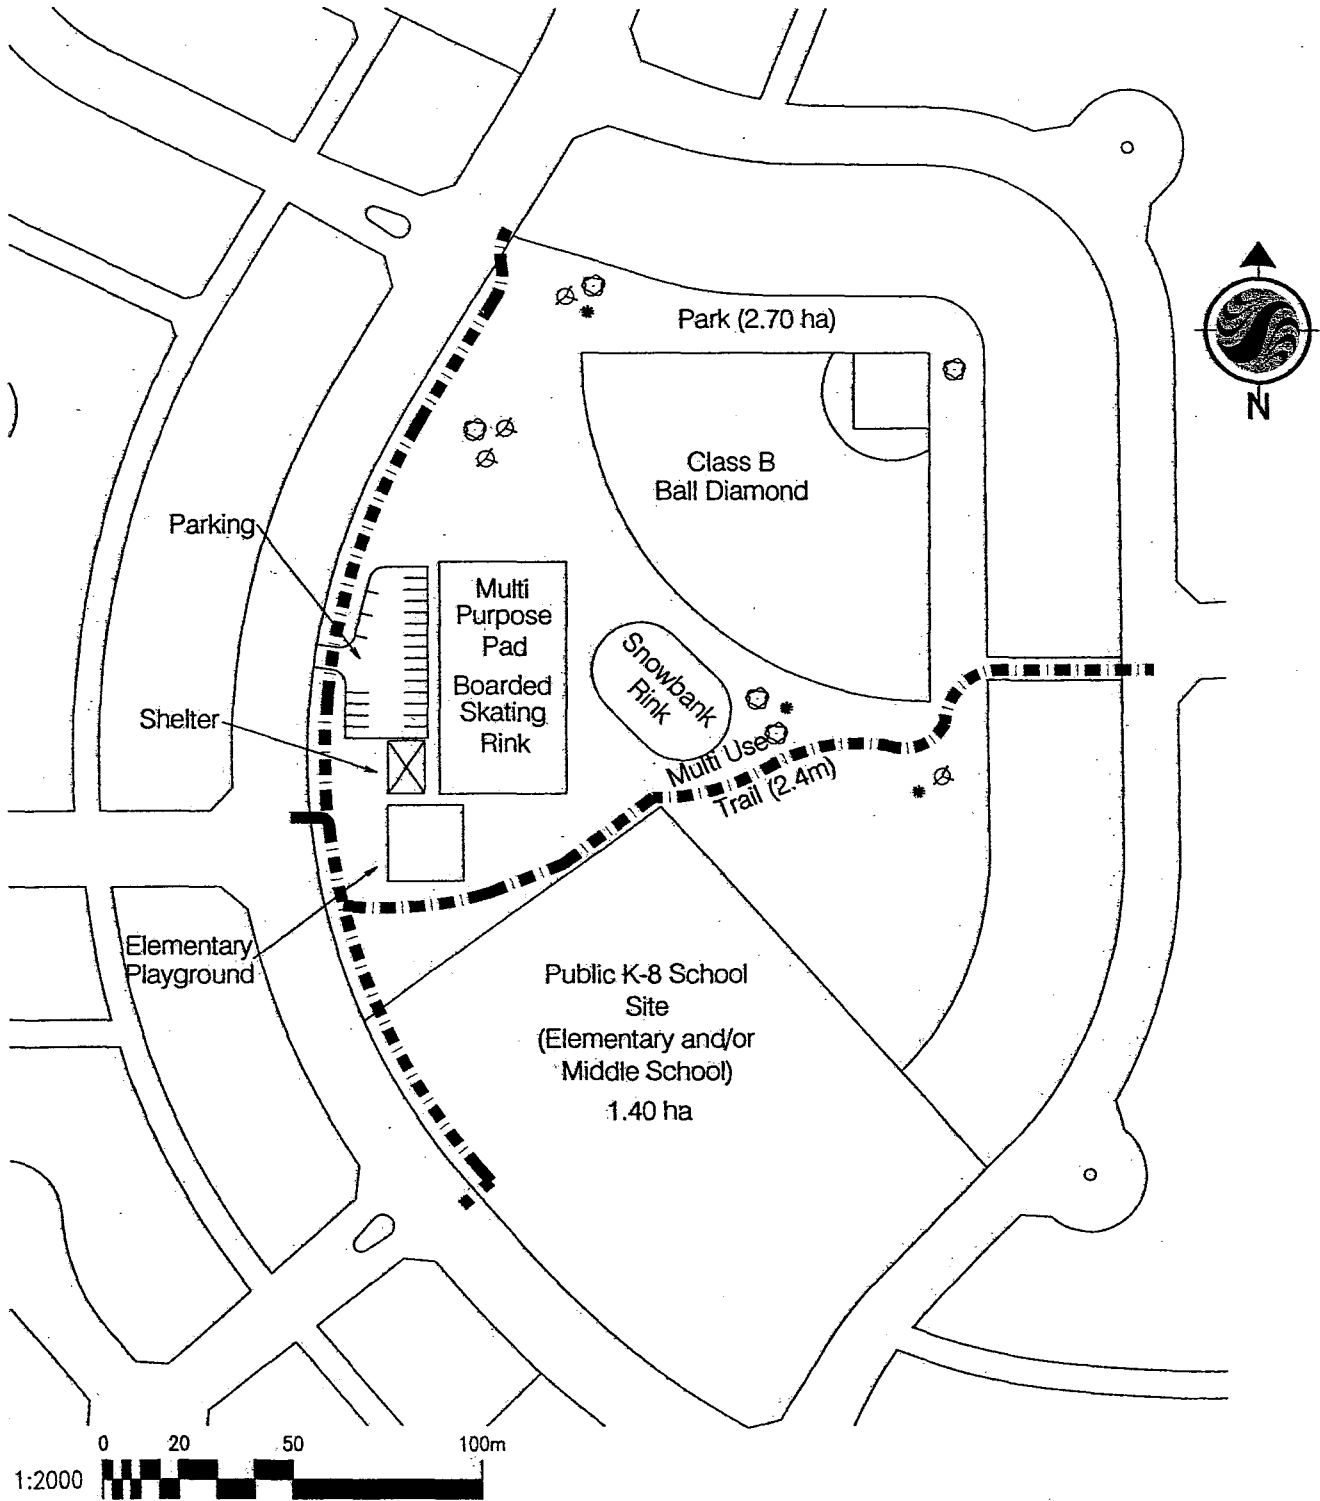 Park (2.70 ha)
N
Class B
Ball Diamond
Parking
Multi
Purpose
Pad
Boarded
Skating
Rink
Snowbank
Rink
Shelter
Multi Use
Trail (2.4m)
Elementary
Playground
Public K-8 School
Site
(Elementary and/or
Middle School)
1.40 ha
0 20 50 100m
1:2000